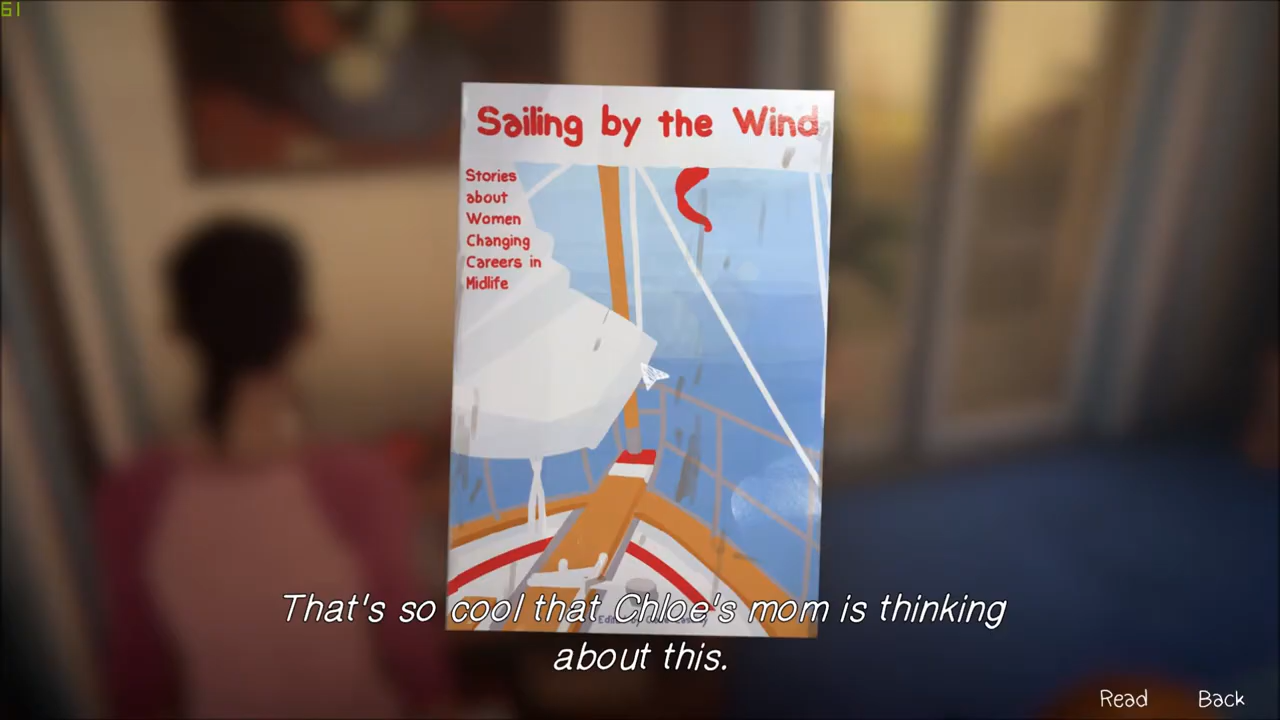 61
Sailing by the Wind
Stories
about
Women
Changing
Careers in
Midlife
That's so cool that Chloe's mom is thinking
about this.
Read Back